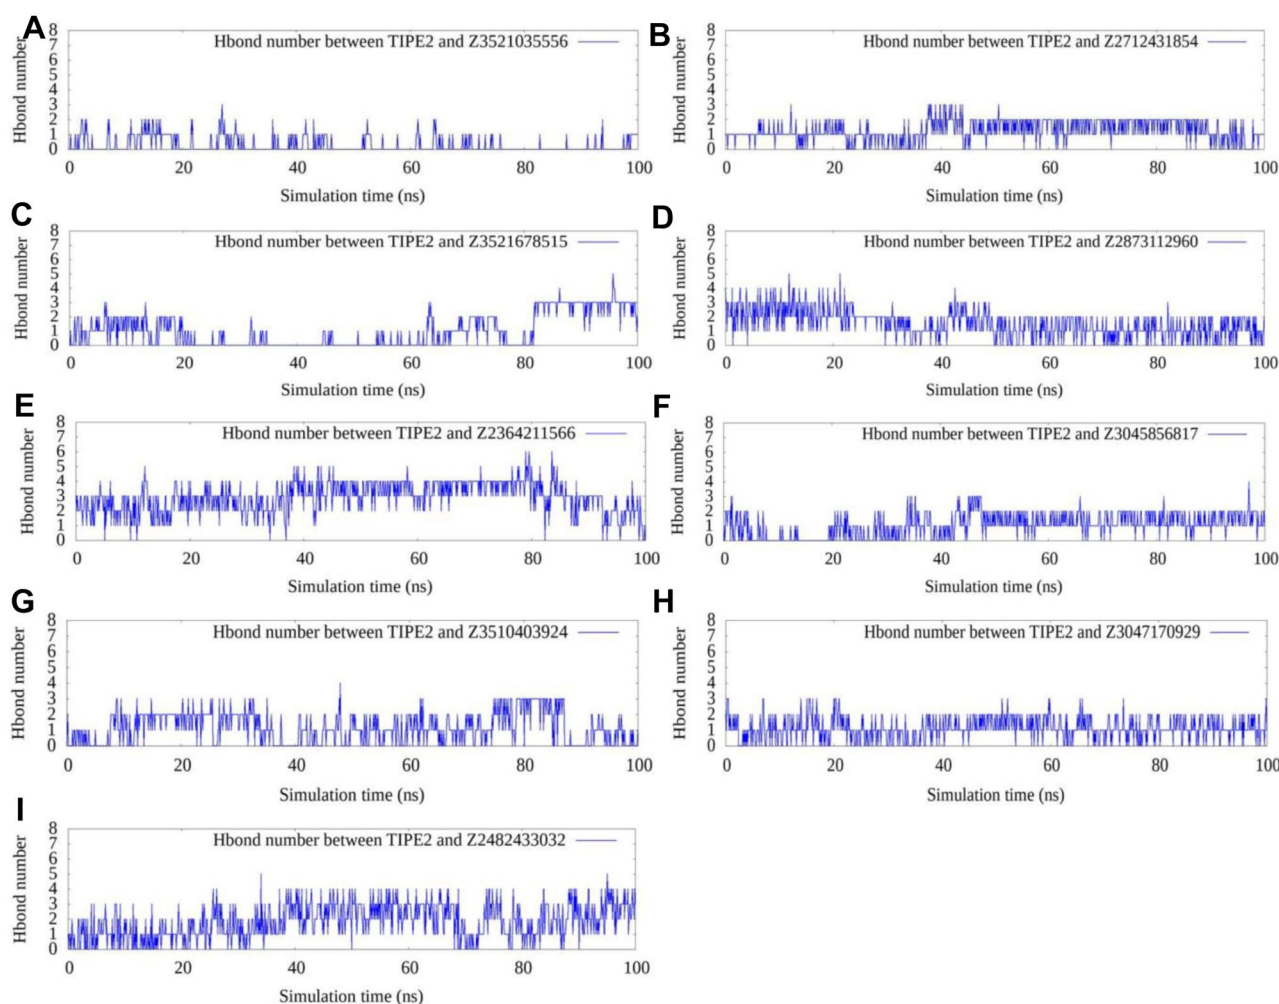 A
Hbond number
8
7
6
5
4
3
2
1
0
Hbond number between TIPE2 and Z3521035556
0 20 40 60 80 100
Simulation time (ns)
B
Hbond number
8
7
6
5
4
3
2
1
0
Hbond number between TIPE2 and Z2712431854
0 20 40 60 80 100
Simulation time (ns)
C
Hbond number
8
7
6
5
4
3
2
1
0
Hbond number between TIPE2 and Z3521678515
0 20 40 60 80 100
Simulation time (ns)
D
Hbond number
8
7
6
5
4
3
2
1
0
Hbond number between TIPE2 and Z2873112960
0 20 40 60 80 100
Simulation time (ns)
E
Hbond number
8
7
6
5
4
3
2
1
0
Hbond number between TIPE2 and Z2364211566
0 20 40 60 80 100
Simulation time (ns)
F
Hbond number
8
7
6
5
4
3
2
1
0
Hbond number between TIPE2 and Z3045856817
0 20 40 60 80 100
Simulation time (ns)
G
Hbond number
8
7
6
5
4
3
2
1
0
Hbond number between TIPE2 and Z3510403924
0 20 40 60 80 100
Simulation time (ns)
H
Hbond number
8
7
6
5
4
3
2
1
0
Hbond number between TIPE2 and Z3047170929
0 20 40 60 80 100
Simulation time (ns)
I
Hbond number
8
7
6
5
4
3
2
1
0
Hbond number between TIPE2 and Z2482433032
0 20 40 60 80 100
Simulation time (ns)